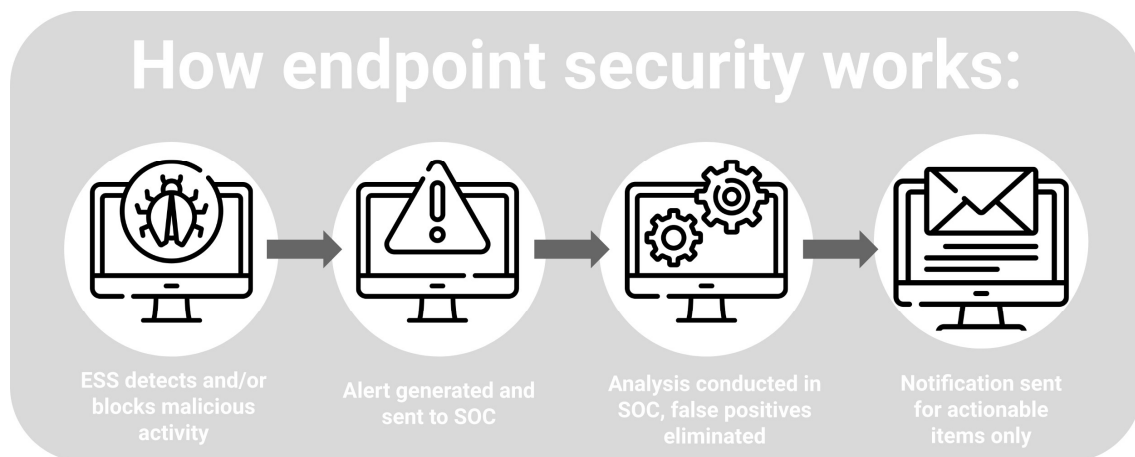 How endpoint security works:
ESS detects and/or
blocks malicious
activity
Alert generated and
sent to SOC
Analysis conducted in
SOC, false positives
eliminated
Notification sent
for actionable
items only